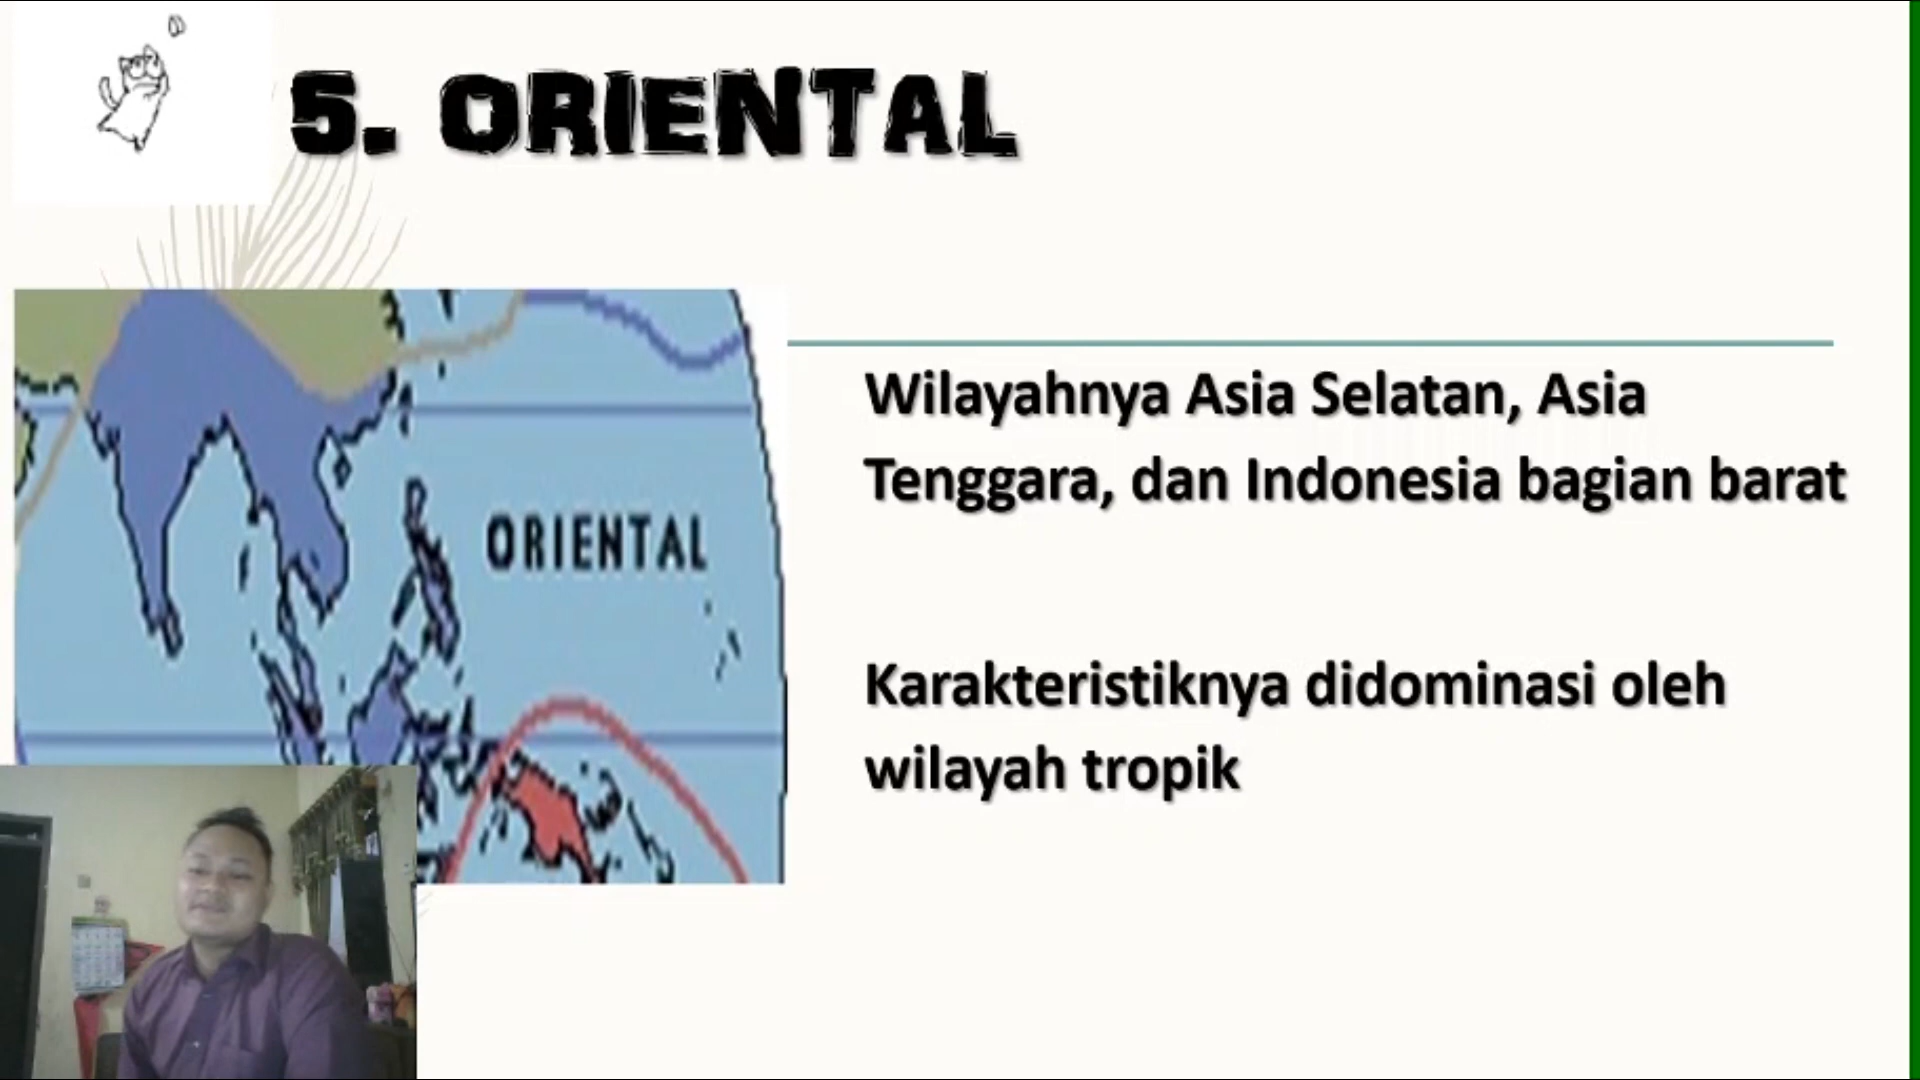 5. ORIENTAL
ORIENTAL
Wilayahnya Asia Selatan, Asia
Tenggara, dan Indonesia bagian barat
Karakteristiknya didominasi oleh
wilayah tropik